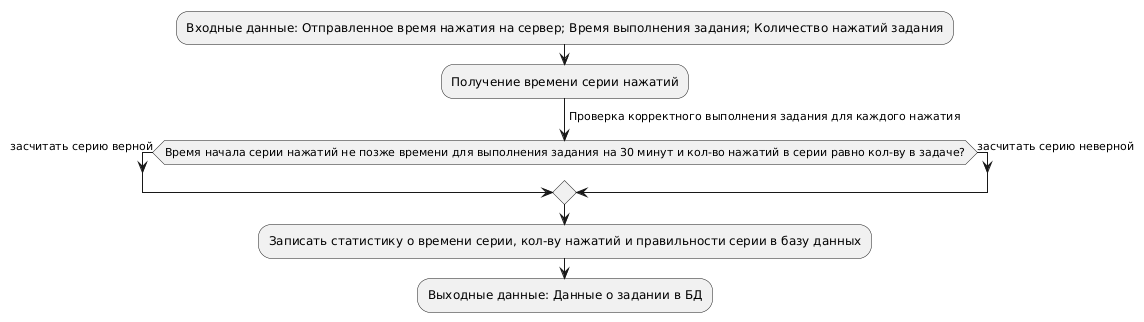 Входные данные: Отправленное время нажатия на сервер; Время выполнения задания; Количество нажатий задания
Получение времени серии нажатий
Проверка корректного выполнения задания для каждого нажатия
засчитать серию верной
Время начала серии нажатий не позже времени для выполнения задания на 30 минут и кол-во нажатий в серии равно кол-ву в задаче?
засчитать серию неверной
Записать статистику о времени серии, кол-ву нажатий и правильности серии в базу данных
Выходные данные: Данные о задании в БД